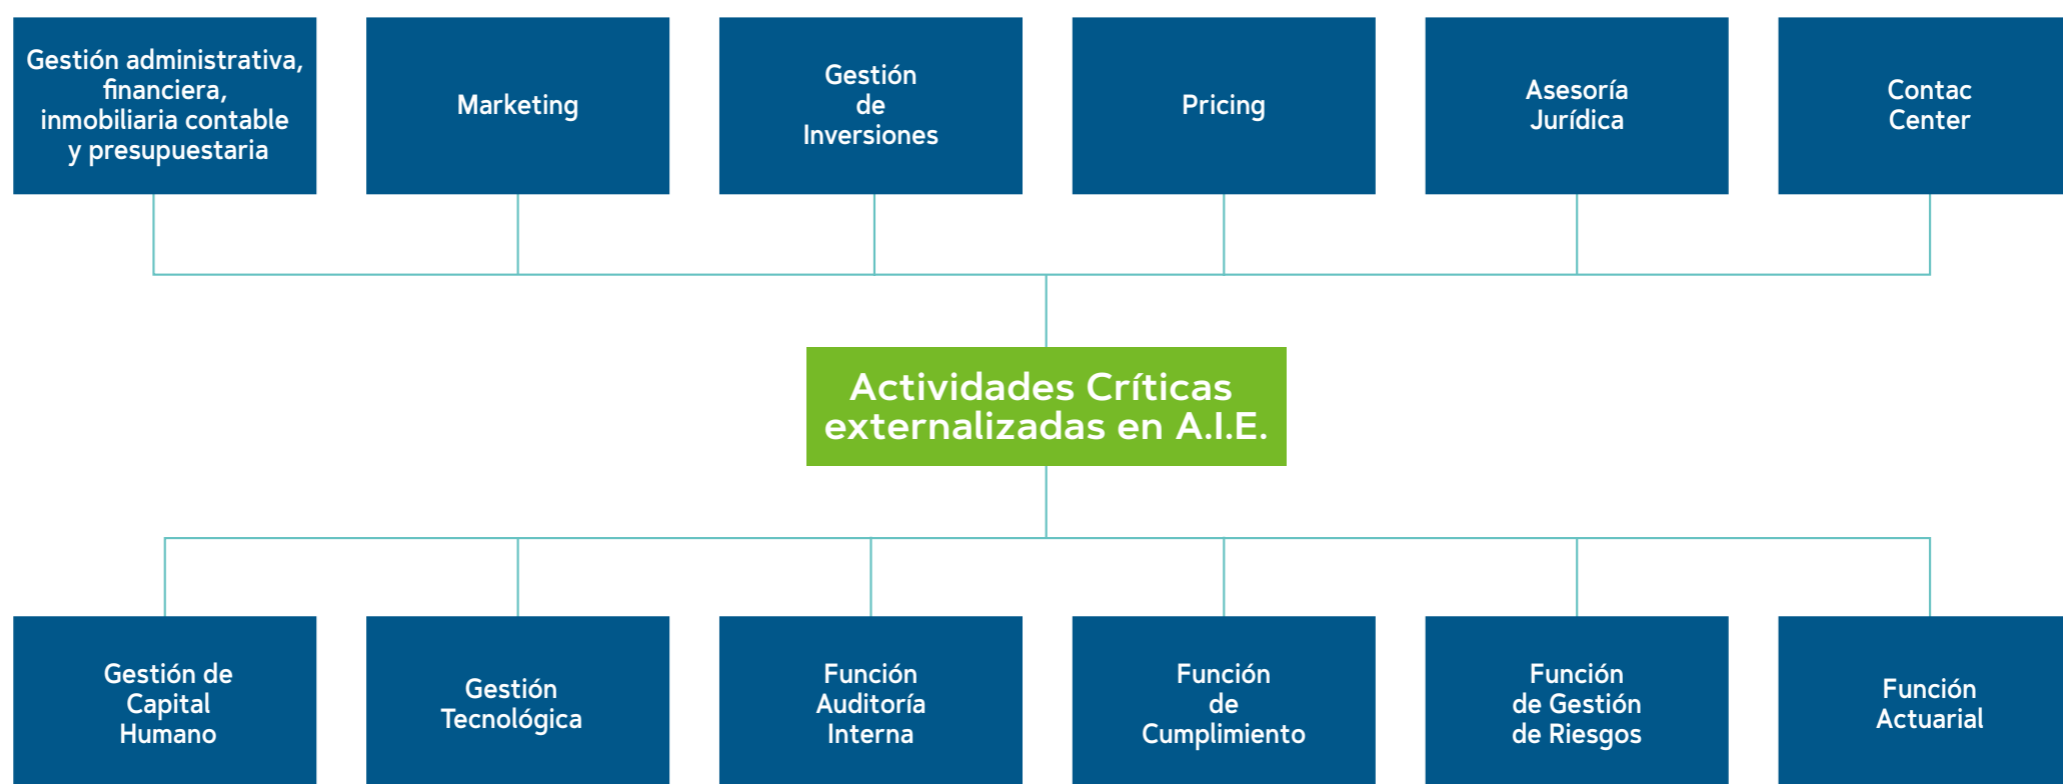 Gestión administrativa,
financiera,
inmobiliaria contable
y presupuestaria
Marketing
Gestión
de
Inversiones
Pricing
Asesoría
Jurídica
Contac
Center
Actividades Críticas
externalizadas en A.I.E.
Gestión de
Capital
Humano
Gestión
Tecnológica
Función
Auditoría
Interna
Función
de
Cumplimiento
Función
de Gestión
de Riesgos
Función
Actuarial